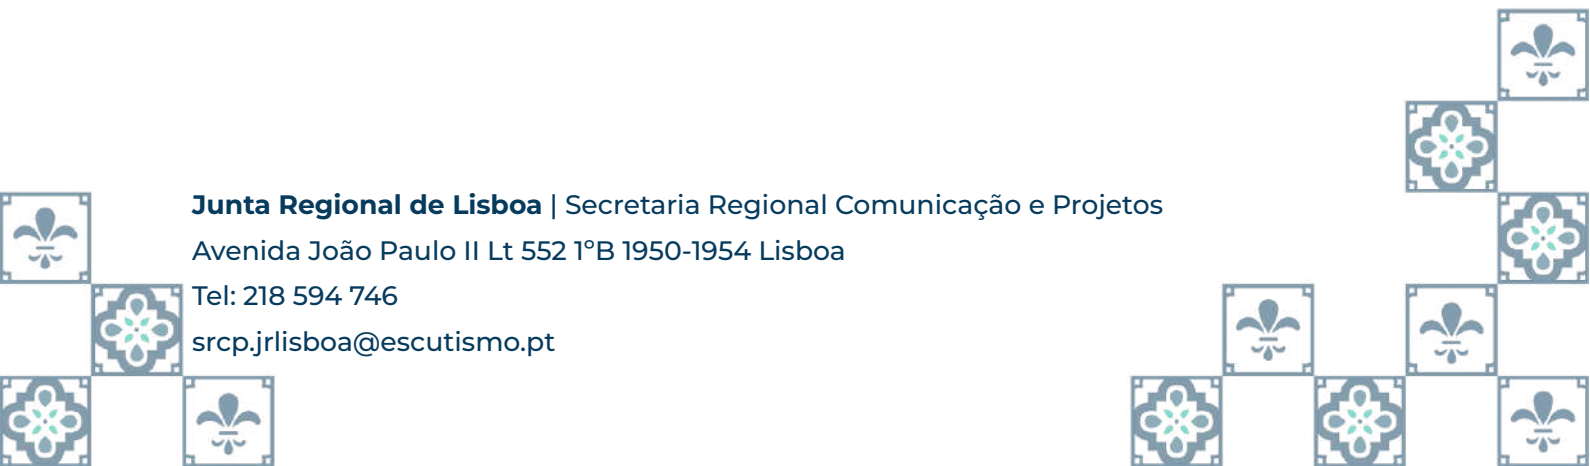 Junta Regional de Lisboa | Secretaria Regional Comunicação e Projetos
Avenida João Paulo II Lt 552 1ºB 1950-1954 Lisboa
Tel: 218 594 746
srcp.jrlisboa@escutismo.pt